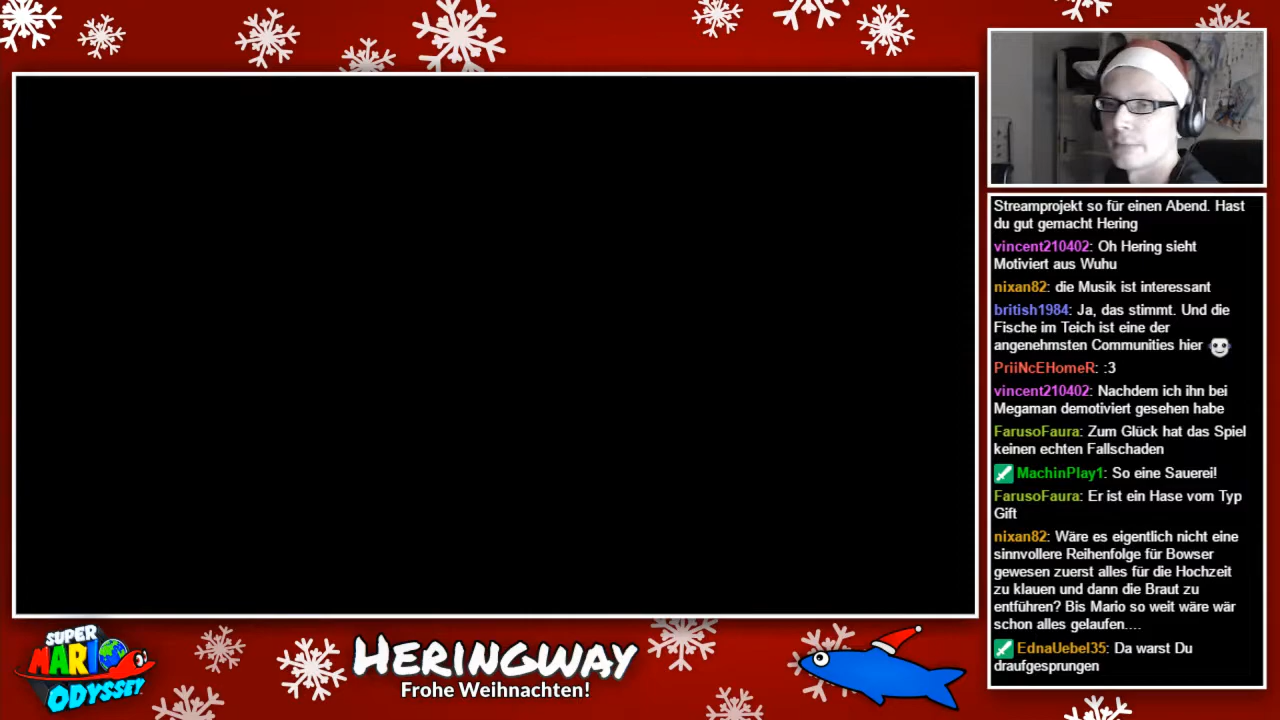 Streamprojekt so für einen Abend. Hast
du gut gemacht Hering
vincent210402: Oh Hering sieht
Motiviert aus Wuhu
nixan82: die Musik ist interessant
british1984: Ja, das stimmt. Und die
Fische im Teich ist eine der
angenehmsten Communities hier
PriiNcEHomeR: :3
vincent210402: Nachdem ich ihn bei
Megaman demotiviert gesehen habe
FarusoFaura: Zum Glück hat das Spiel
keinen echten Fallschaden
MachinPlay1: So eine Sauerei!
FarusoFaura: Er ist ein Hase vom Typ
Gift
nixan82: Wäre es eigentlich nicht eine
sinnvollere Reihenfolge für Bowser
gewesen zuerst alles für die Hochzeit
zu klauen und dann die Braut zu
entführen? Bis Mario so weit wäre wär
schon alles gelaufen....
EdnaUebel35: Da warst Du
draufgesprungen
SUPER
MARIO
ODYSSEY
HERINGWAY
Frohe Weihnachten!